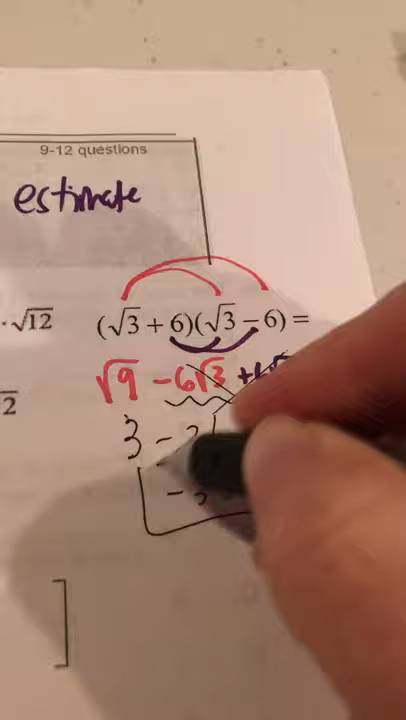 9-12 questions
estimate
· √12
(√3 + 6)(√3 − 6) =
√9 − 6√3 +
2
3 −
−
]